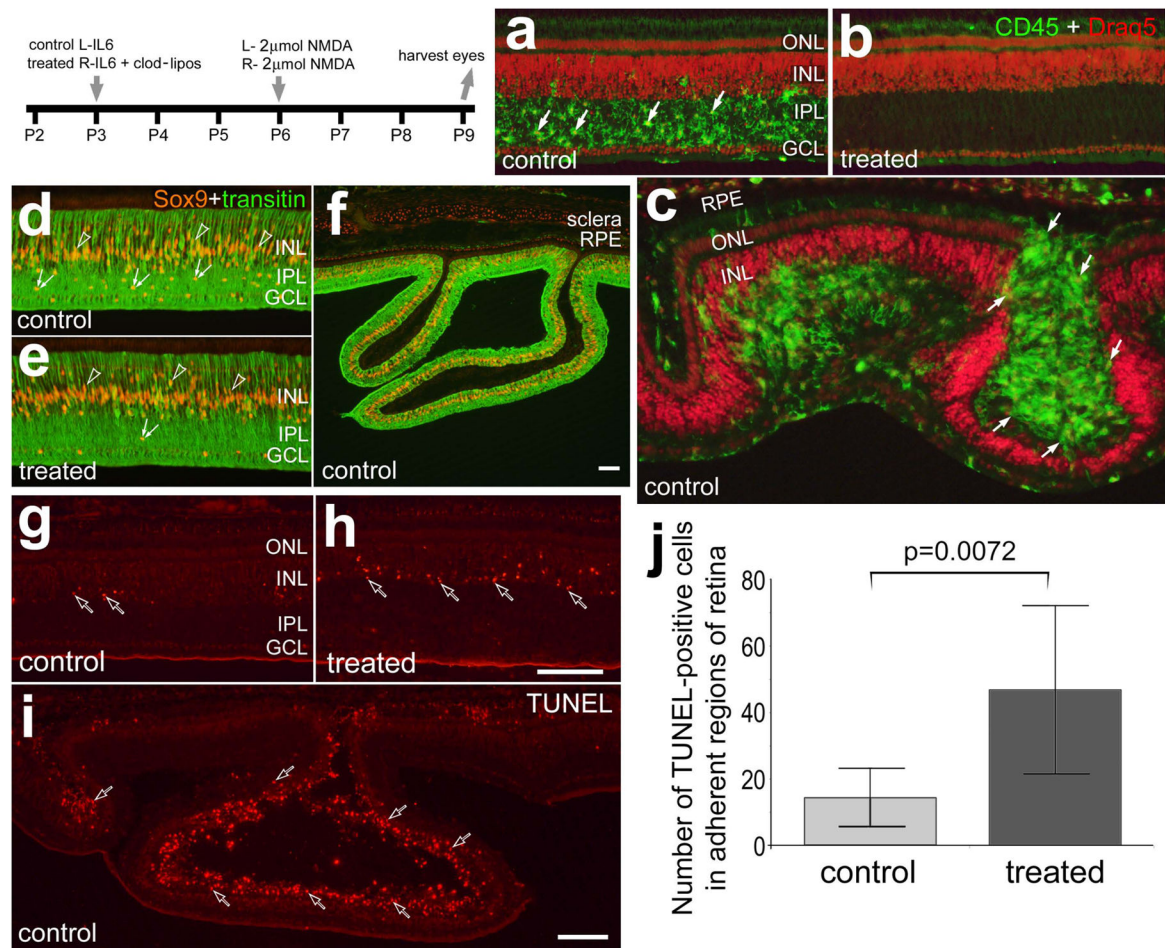 control L-IL6
treated R-IL6 + clod-lipos
L- 2μmol NMDA
R- 2μmol NMDA
harvest eyes
P2 P3 P4 P5 P6 P7 P8 P9
a
ONL
INL
IPL
GCL
control
b
CD45 + Draq5
treated
c
RPE
ONL
INL
control
d
Sox9+transitin
INL
IPL
GCL
control
e
INL
IPL
GCL
treated
f
sclera
RPE
control
g
ONL
INL
IPL
GCL
control
h
treated
i
TUNEL
control
j
p=0.0072
Number of TUNEL-positive cells
in adherent regions of retina
80
60
40
20
0
control treated